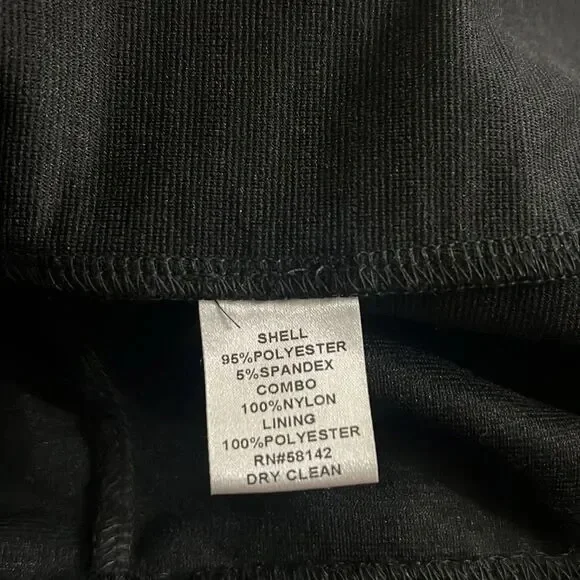 SHELL
95%POLYESTER
5%SPANDEX
COMBO
100%NYLON
LINING
100%POLYESTER
RN#58142
DRY CLEAN